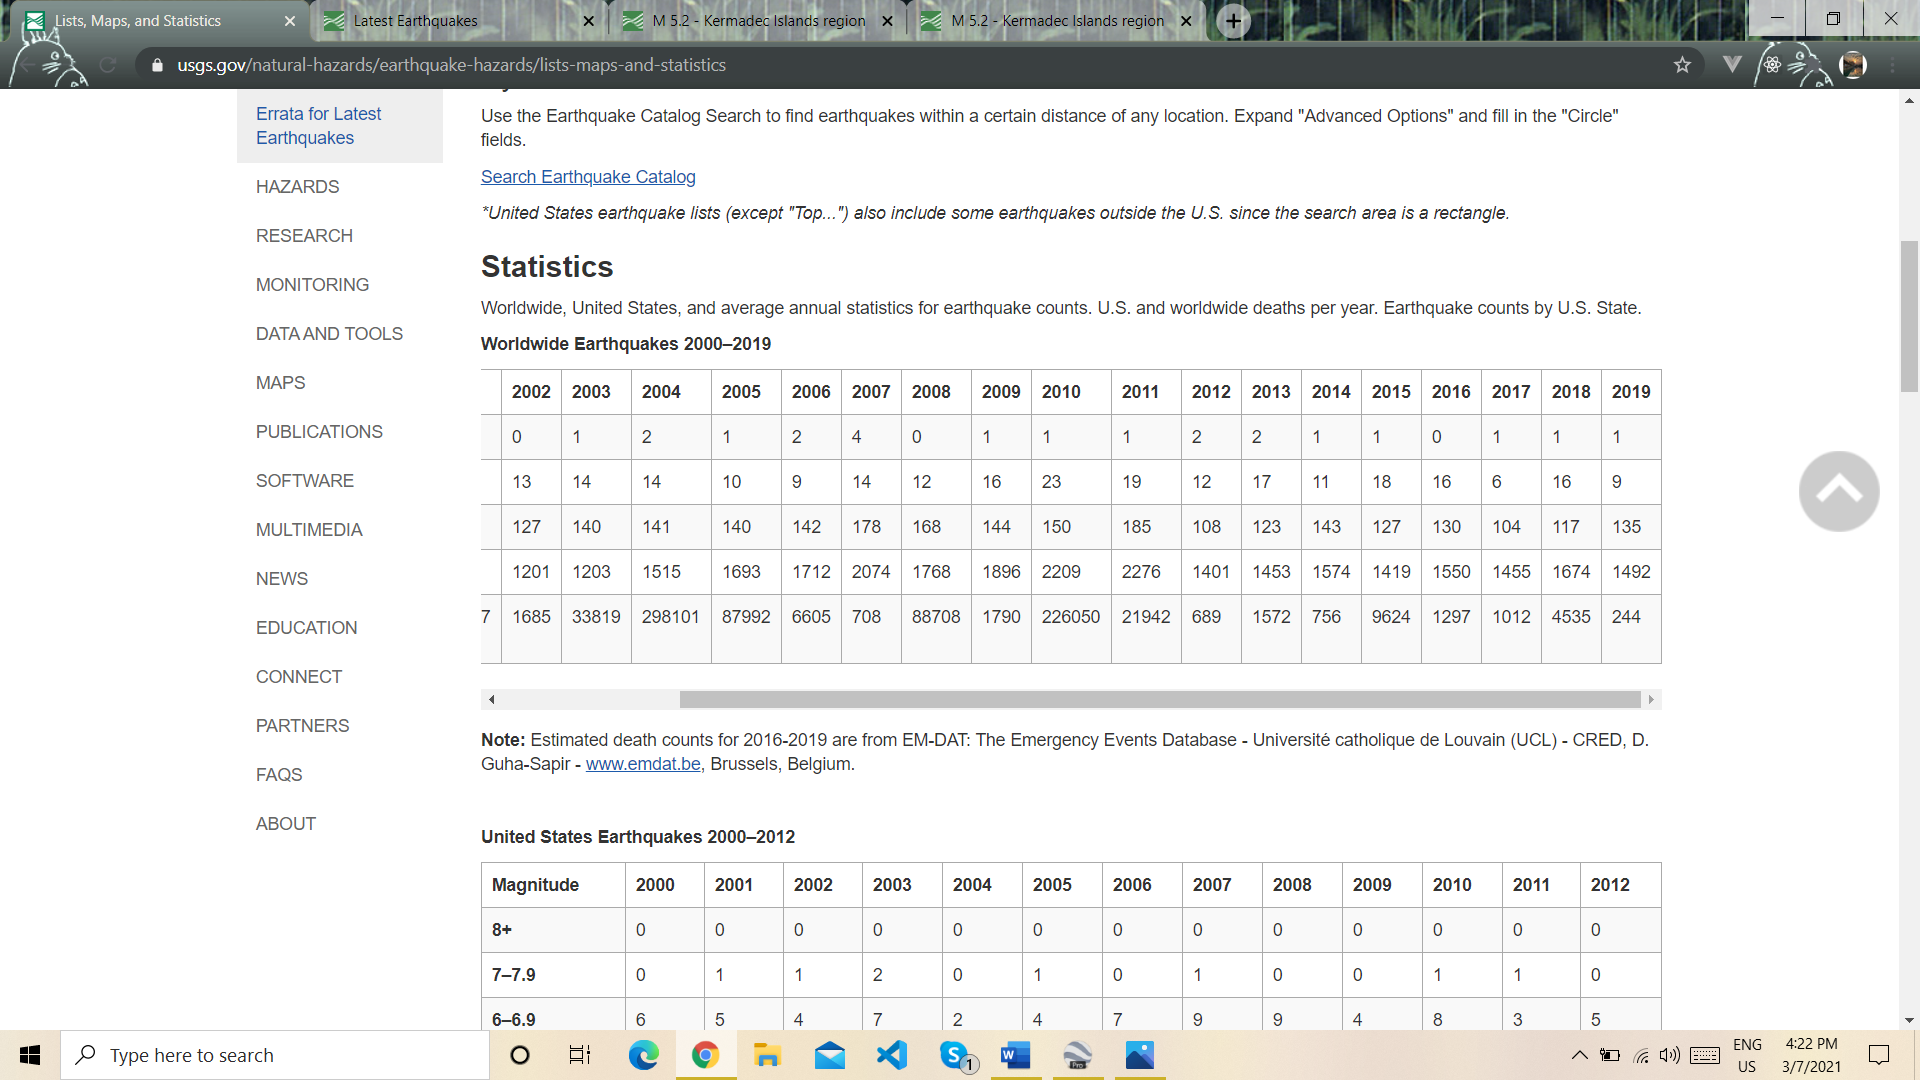 Lists, Maps, and Statistics
Latest Earthquakes
M 5.2 - Kermadec Islands region
M 5.2 - Kermadec Islands region
usgs.gov/natural-hazards/earthquake-hazards/lists-maps-and-statistics
Errata for Latest
Earthquakes
HAZARDS
RESEARCH
MONITORING
DATA AND TOOLS
MAPS
PUBLICATIONS
SOFTWARE
MULTIMEDIA
NEWS
EDUCATION
CONNECT
PARTNERS
FAQS
ABOUT
Use the Earthquake Catalog Search to find earthquakes within a certain distance of any location. Expand "Advanced Options" and fill in the "Circle"
fields.
Search Earthquake Catalog
*United States earthquake lists (except "Top...") also include some earthquakes outside the U.S. since the search area is a rectangle.
Statistics
Worldwide, United States, and average annual statistics for earthquake counts. U.S. and worldwide deaths per year. Earthquake counts by U.S. State.
Worldwide Earthquakes 2000–2019
2002 2003 2004 2005 2006 2007 2008 2009 2010 2011 2012 2013 2014 2015 2016 2017 2018 2019
0 1 2 1 2 4 0 1 1 1 2 2 1 1 0 1 1 1
13 14 14 10 9 14 12 16 23 19 12 17 11 18 16 6 16 9
127 140 141 140 142 178 168 144 150 185 108 123 143 127 130 104 117 135
1201 1203 1515 1693 1712 2074 1768 1896 2209 2276 1401 1453 1574 1419 1550 1455 1674 1492
7 1685 33819 298101 87992 6605 708 88708 1790 226050 21942 689 1572 756 9624 1297 1012 4535 244
Note: Estimated death counts for 2016-2019 are from EM-DAT: The Emergency Events Database - Université catholique de Louvain (UCL) - CRED, D.
Guha-Sapir - www.emdat.be, Brussels, Belgium.
United States Earthquakes 2000–2012
Magnitude 2000 2001 2002 2003 2004 2005 2006 2007 2008 2009 2010 2011 2012
8+ 0 0 0 0 0 0 0 0 0 0 0 0 0
7–7.9 0 1 1 2 0 1 0 1 0 0 1 1 0
6–6.9 6 5 4 7 2 4 7 9 9 4 8 3 5
Type here to search
1
Pro
ENG
US
4:22 PM
3/7/2021